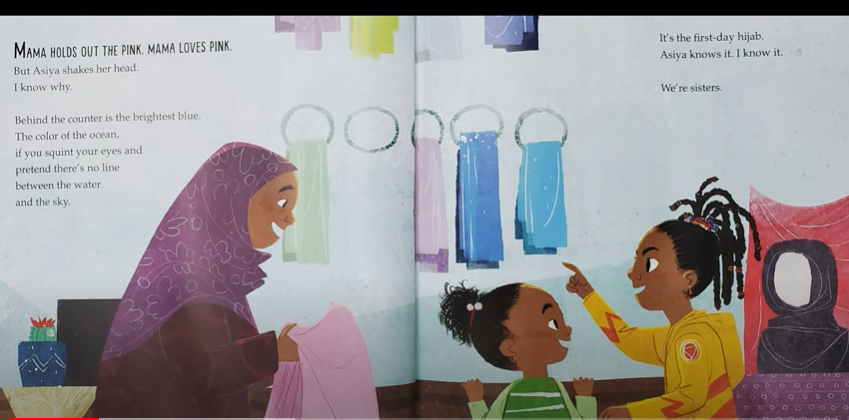 MAMA HOLDS OUT THE PINK. MAMA LOVES PINK.
But Asiya shakes her head.
I know why.
Behind the counter is the brightest blue.
The color of the ocean,
if you squint your eyes and
pretend there's no line
between the water
and the sky.
It's the first-day hijab.
Asiya knows it. I know it.
We're sisters.